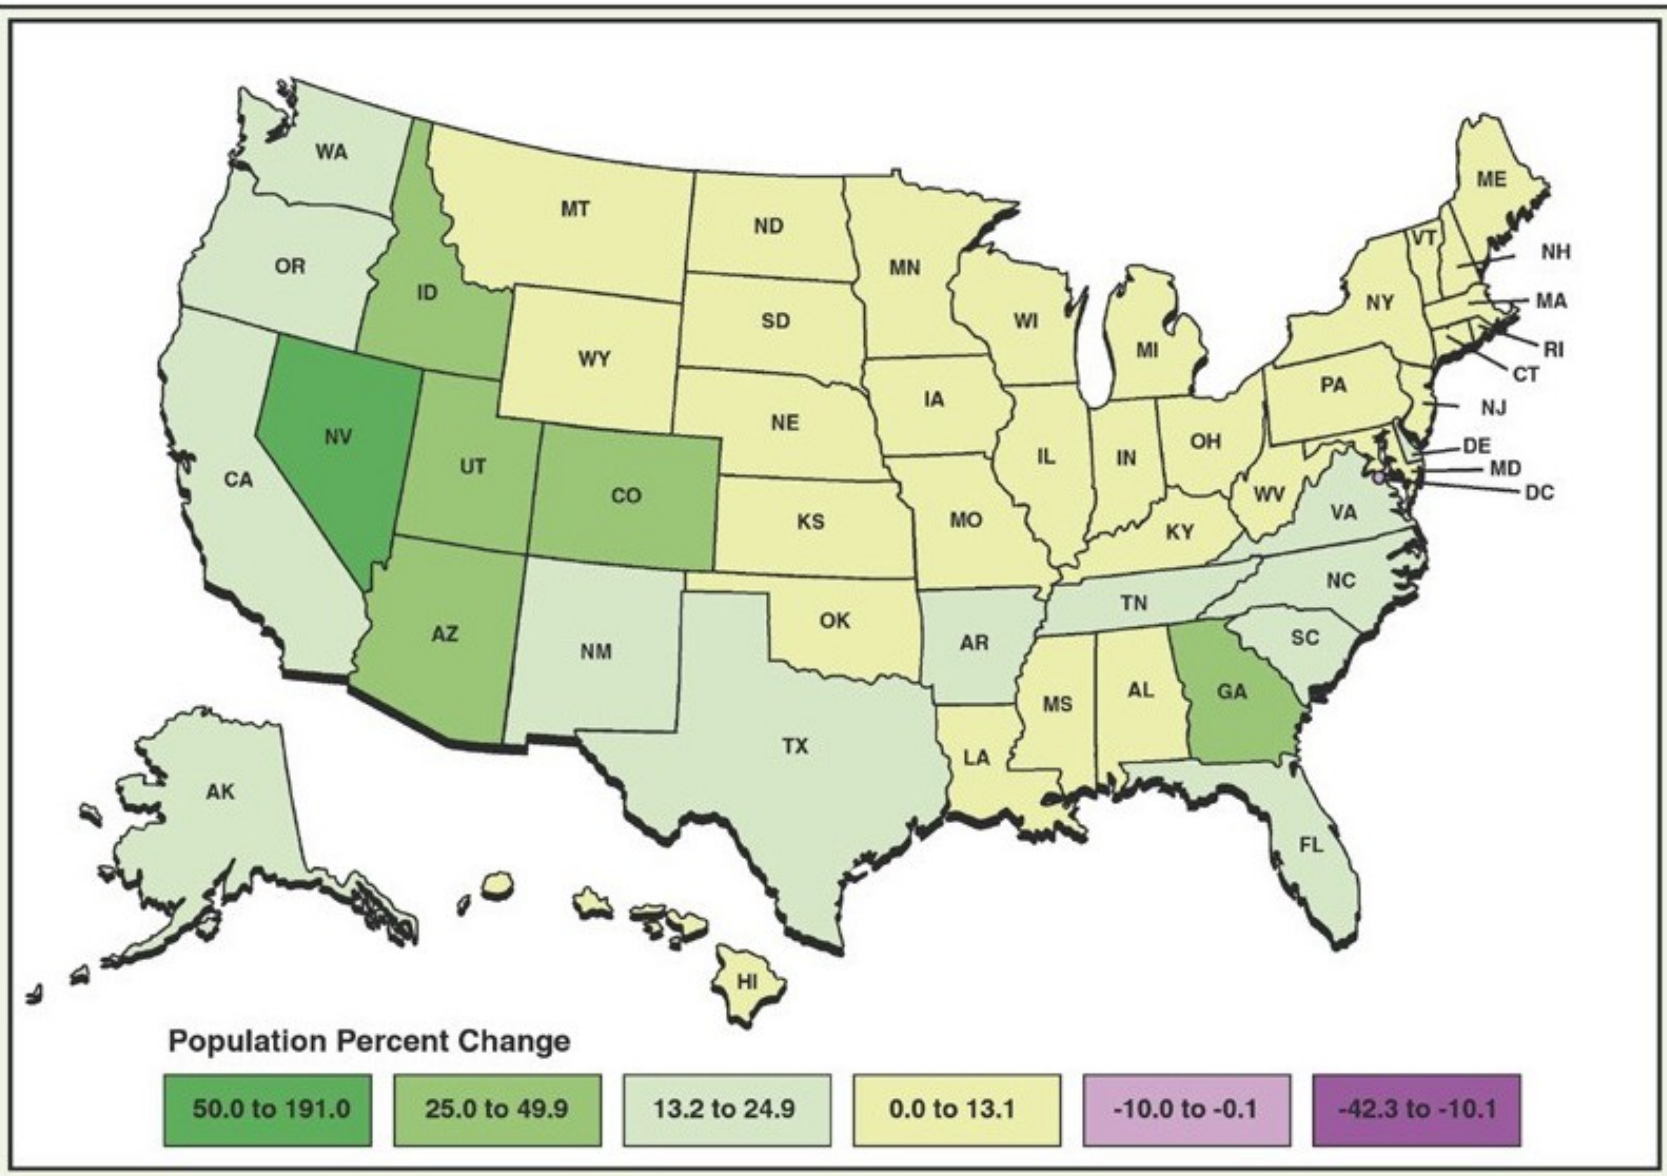 WA
MT
ND
MN
ME
VT
NH
OR
ID
SD
WI
NY
MA
MI
RI
WY
CT
IA
PA
NJ
NE
OH
NV
IL
IN
DE
MD
UT
CA
CO
WV
DC
KS
MO
KY
VA
NC
TN
AZ
OK
NM
AR
SC
MS
AL
GA
TX
LA
AK
FL
HI
Population Percent Change
50.0 to 191.0
25.0 to 49.9
13.2 to 24.9
0.0 to 13.1
-10.0 to -0.1
-42.3 to -10.1